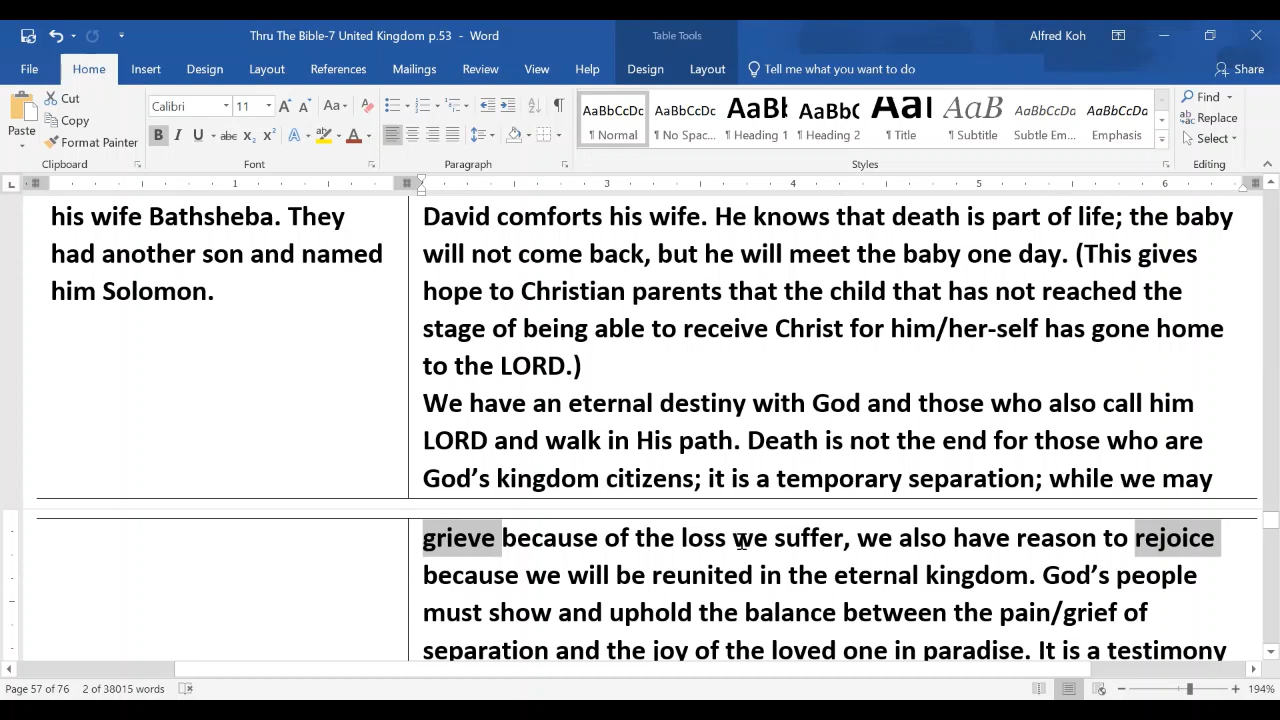 Thru The Bible-7 United Kingdom p.53 - Word
Table Tools
Alfred Koh
File Home Insert Design Layout References Mailings Review View Help Design Layout Tell me what you want to do Share
Paste
Cut
Copy
Format Painter
Clipboard
Calibri 11
Font
Paragraph
AaBbCcDc AaBbCcDc AaBb AaBbC AaB AaB AaBbCcDc AaBbCcDc
¶ Normal ¶ No Spac... ¶ Heading 1 ¶ Heading 2 ¶ Title ¶ Subtitle ¶ Subtle Em... ¶ Emphasis
Styles
Find
Replace
Select
Editing
1 3 4 5 6
his wife Bathsheba. They
had another son and named
him Solomon.
David comforts his wife. He knows that death is part of life; the baby
will not come back, but he will meet the baby one day. (This gives
hope to Christian parents that the child that has not reached the
stage of being able to receive Christ for him/her-self has gone home
to the LORD.)
We have an eternal destiny with God and those who also call him
LORD and walk in His path. Death is not the end for those who are
God’s kingdom citizens; it is a temporary separation; while we may
grieve because of the loss we suffer, we also have reason to rejoice
because we will be reunited in the eternal kingdom. God’s people
must show and uphold the balance between the pain/grief of
separation and the joy of the loved one in paradise. It is a testimony
Page 57 of 76 2 of 38015 words 194%